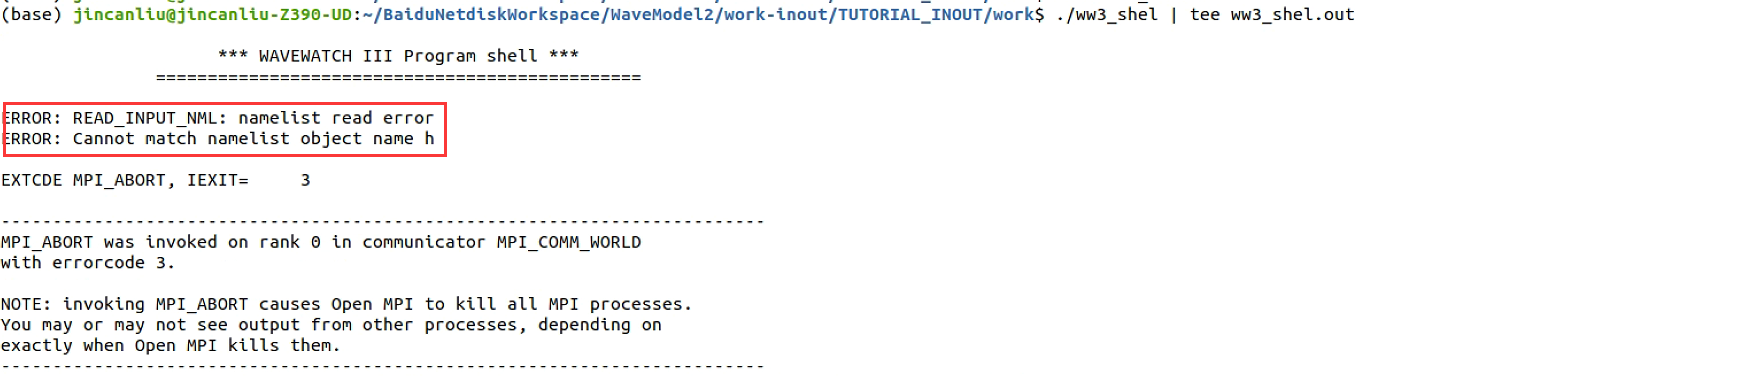 (base) jincanliu@jincanliu-Z390-UD:~/BaiduNetdiskWorkspace/WaveModel2/work-inout/TUTORIAL_INOUT/work$ ./ww3_shel | tee ww3_shel.out
*** WAVEWATCH III Program shell ***
===============================================
ERROR: READ_INPUT_NML: namelist read error
ERROR: Cannot match namelist object name h
EXTCDE MPI_ABORT, IEXIT=     3
--------------------------------------------------------------------------
MPI_ABORT was invoked on rank 0 in communicator MPI_COMM_WORLD
with errorcode 3.
NOTE: invoking MPI_ABORT causes Open MPI to kill all MPI processes.
You may or may not see output from other processes, depending on
exactly when Open MPI kills them.
--------------------------------------------------------------------------